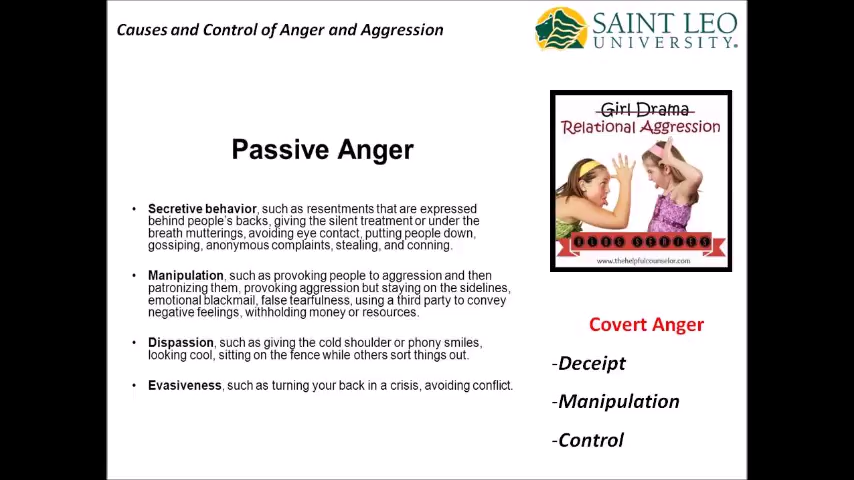 Causes and Control of Anger and Aggression
SAINT LEO
UNIVERSITY®
Passive Anger
• Secretive behavior, such as resentments that are expressed
behind people's backs, giving the silent treatment or under the
breath mutterings, avoiding eye contact, putting people down,
gossiping, anonymous complaints, stealing, and conning.
• Manipulation, such as provoking people to aggression and then
patronizing them, provoking aggression but staying on the sidelines,
emotional blackmail, false tearfulness, using a third party to convey
negative feelings, withholding money or resources.
• Dispassion, such as giving the cold shoulder or phony smiles,
looking cool, sitting on the fence while others sort things out.
• Evasiveness, such as turning your back in a crisis, avoiding conflict.
Girl Drama
Relational Aggression
BLOG SERIES
www.thehelpfulcounselor.com
Covert Anger
-Deceipt
-Manipulation
-Control